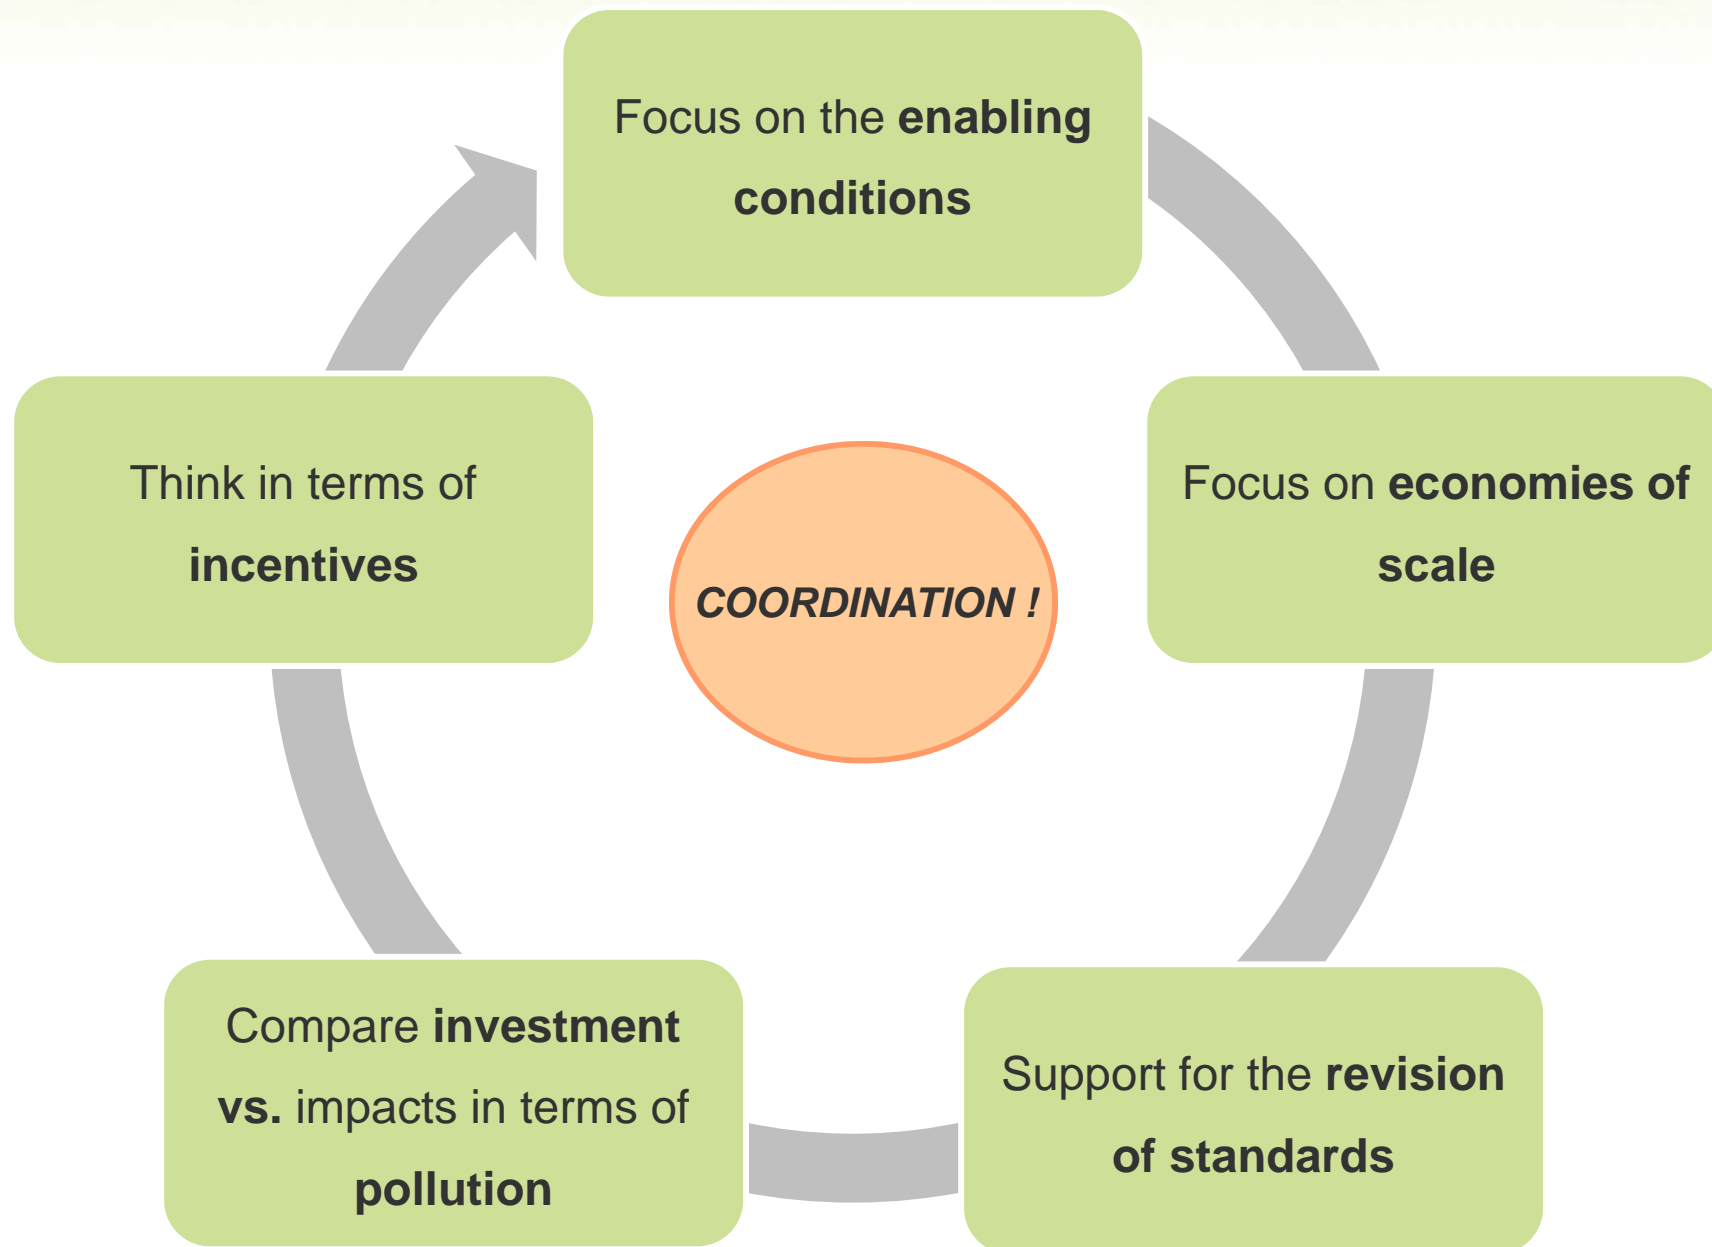 Focus on the enabling
conditions
Focus on economies of
scale
Support for the revision
of standards
Compare investment
vs. impacts in terms of
pollution
Think in terms of
incentives
COORDINATION !